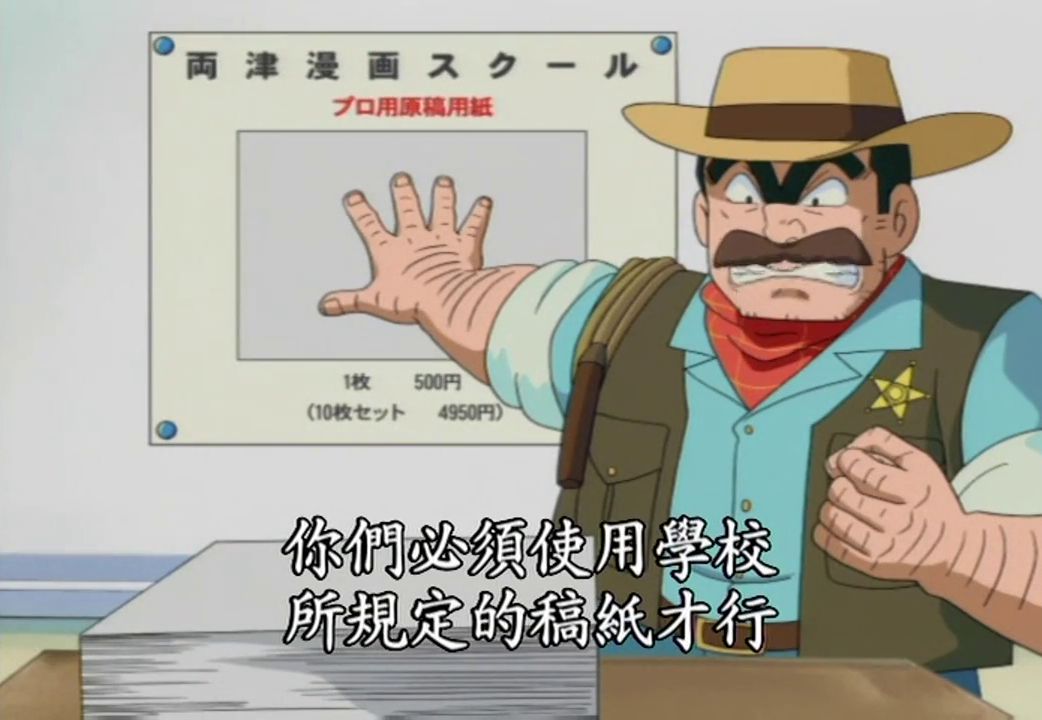 両津漫画スクール
プロ用原稿用紙
1枚 500円
(10枚セット 4950円)
你們必須使用學校
所規定的稿紙才行